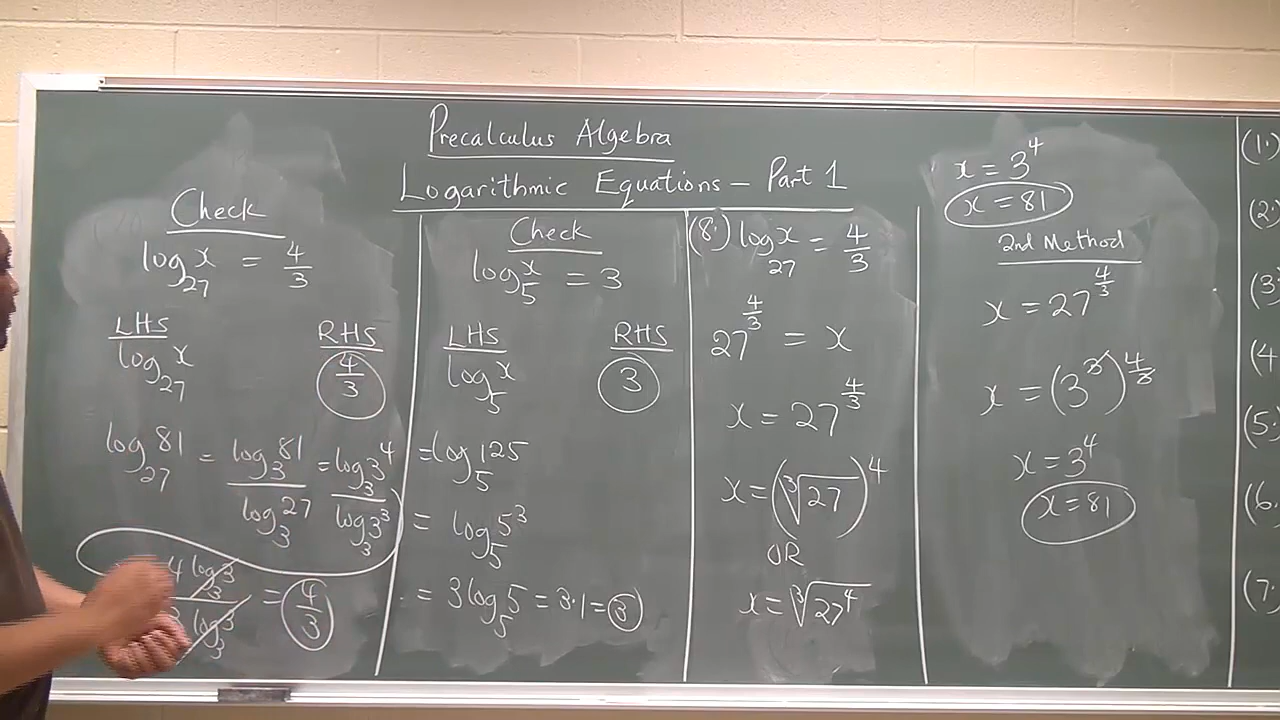 Precalculus Algebra
Logarithmic Equations – Part 1
Check
log₂₇ x = 4/3
LHS RHS
log₂₇ x 4/3
log₂₇ 81 = log₃ 81 / log₃ 27 = log₃ 3⁴ / log₃ 3³
4 log₃ 3 / log₃ 3 = 4/3
Check
log₅ x = 3
LHS RHS
log₅ x 3
= log₅ 125
= log₅ 5³
= 3 log₅ 5 = 3·1 = 3
(8.) log₂₇ x = 4/3
27^(4/3) = x
x = 27^(4/3)
x = (∛27)⁴
OR
x = ∛27⁴
x = 3⁴
x = 81
2nd Method
x = 27^(4/3)
x = (3³)^(4/3)
x = 3⁴
x = 81
(1.)
(2.
(3
(4
(5.
(6.
(7.